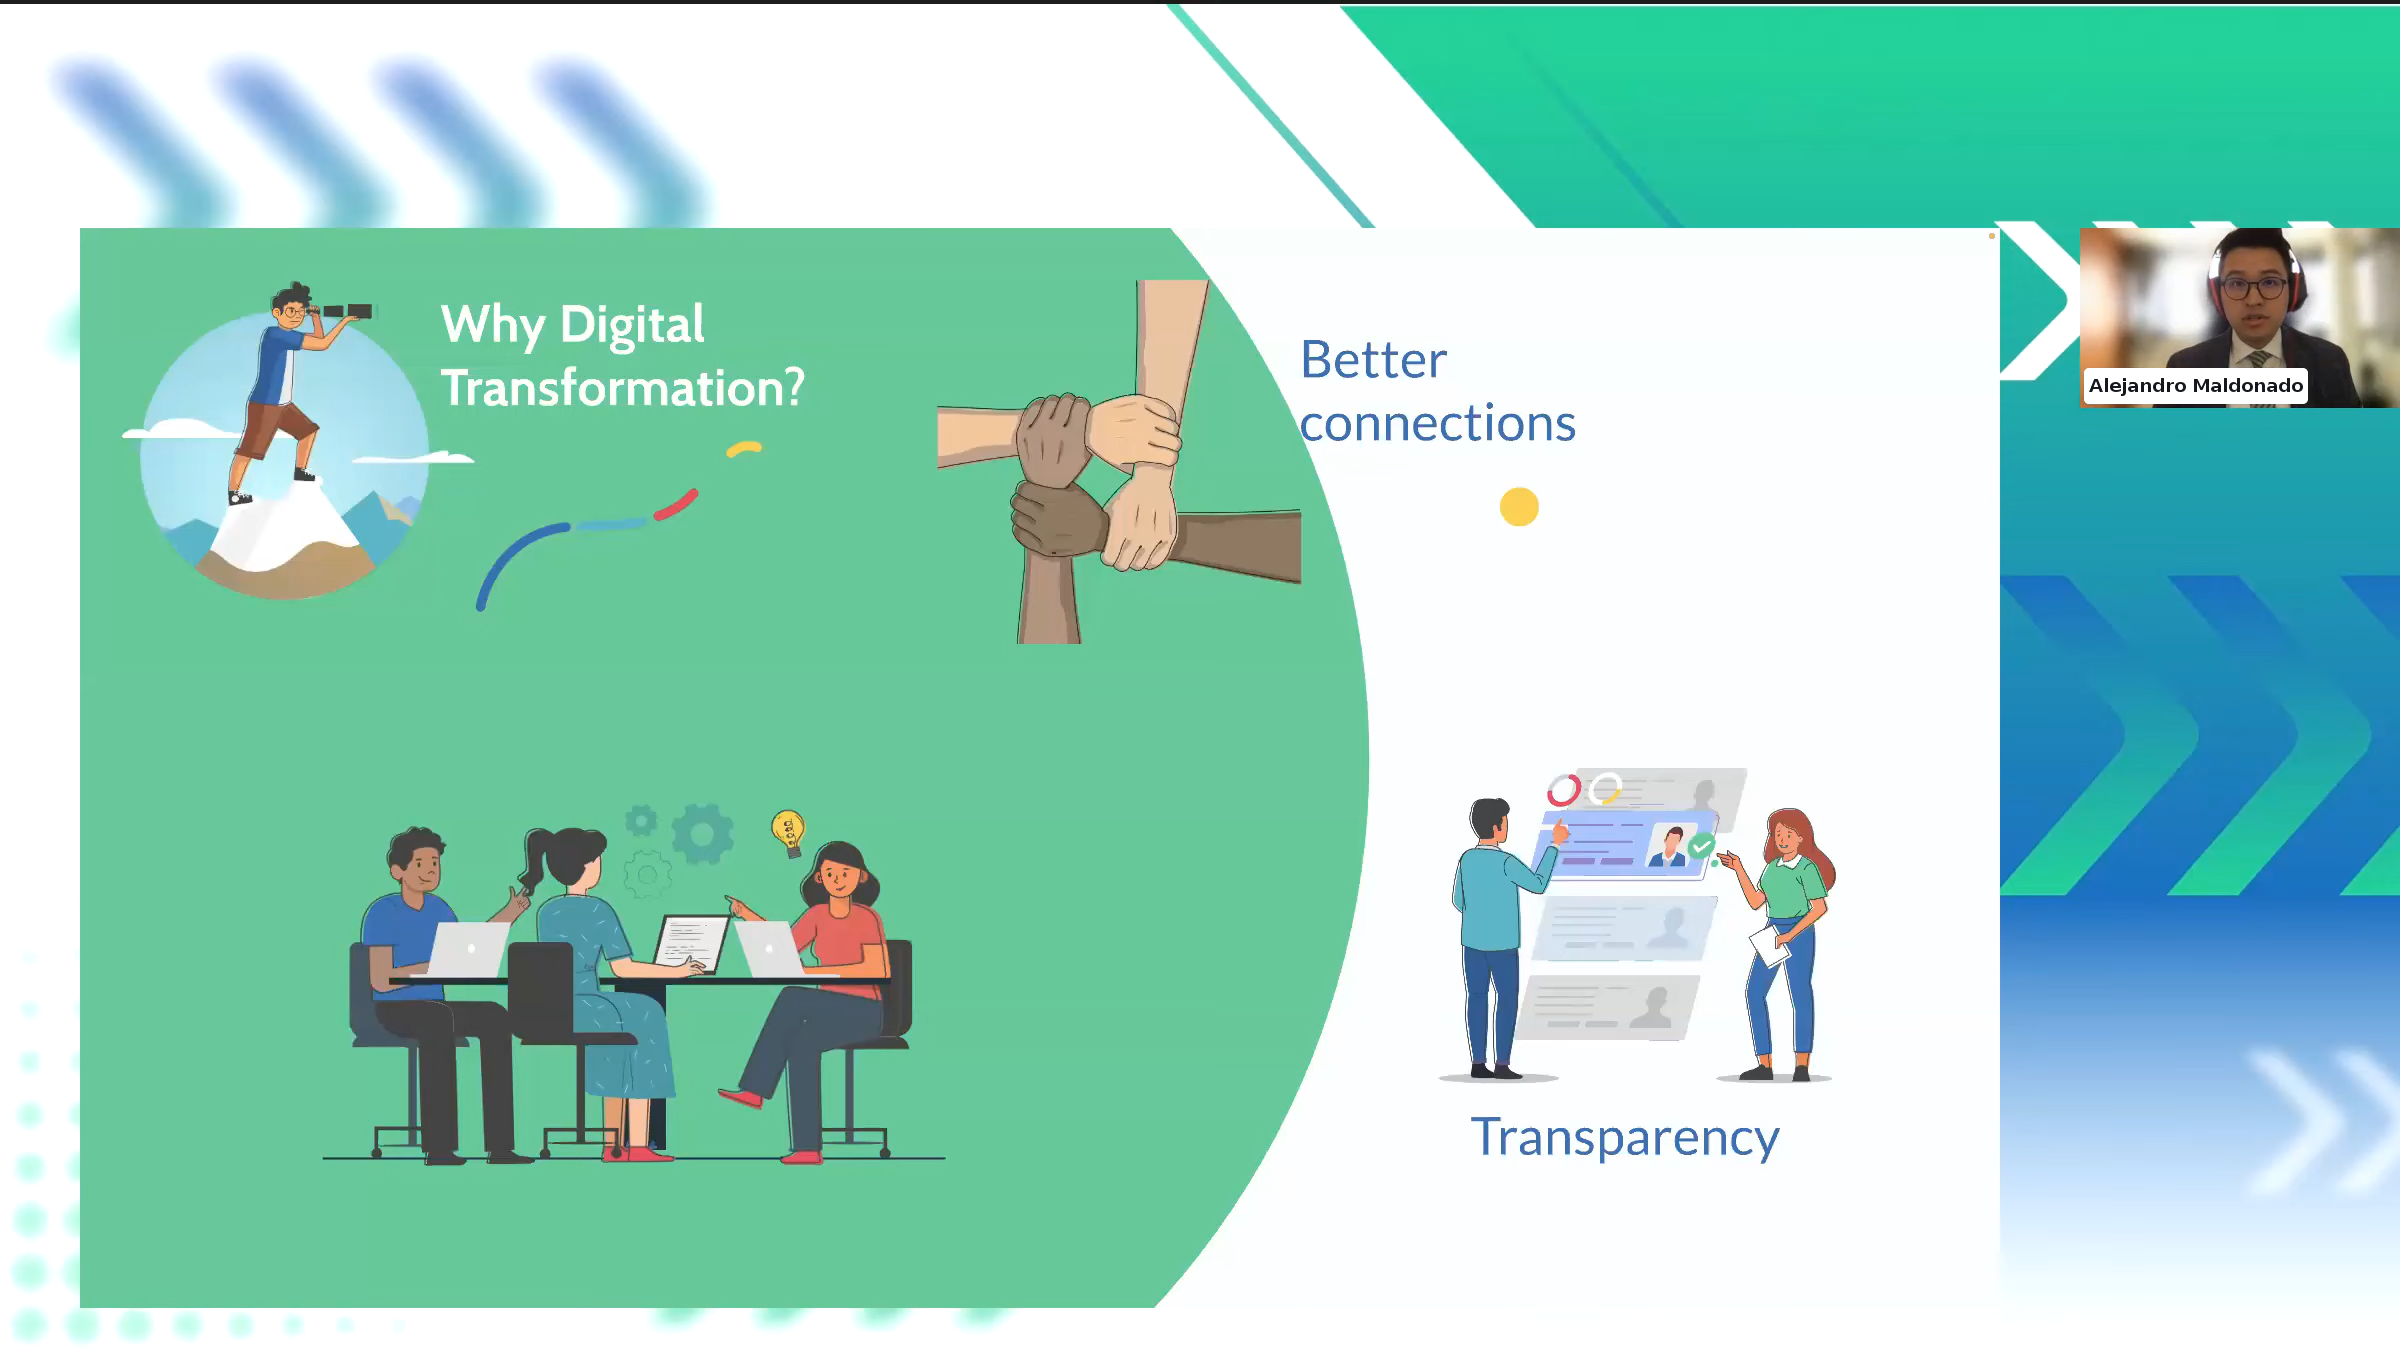 Why Digital
Transformation?
Better
connections
Alejandro Maldonado
Transparency